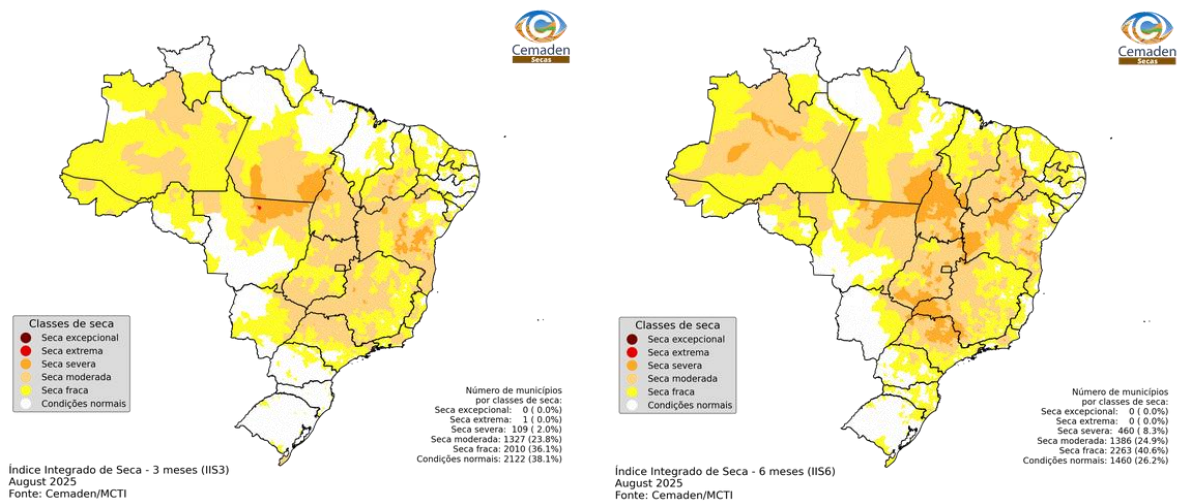 Cemaden
Secas
Classes de seca
Seca excepcional
Seca extrema
Seca severa
Seca moderada
Seca fraca
Condições normais
Número de municípios
por classes de seca:
Seca excepcional: 0 ( 0.0%)
Seca extrema: 1 ( 0.0%)
Seca severa: 109 ( 2.0%)
Seca moderada: 1327 (23.8%)
Seca fraca: 2010 (36.1%)
Condições normais: 2122 (38.1%)
Índice Integrado de Seca - 3 meses (IIS3)
August 2025
Fonte: Cemaden/MCTI
Cemaden
Secas
Classes de seca
Seca excepcional
Seca extrema
Seca severa
Seca moderada
Seca fraca
Condições normais
Número de municípios
por classes de seca:
Seca excepcional: 0 ( 0.0%)
Seca extrema: 0 ( 0.0%)
Seca severa: 460 ( 8.3%)
Seca moderada: 1386 (24.9%)
Seca fraca: 2263 (40.6%)
Condições normais: 1460 (26.2%)
Índice Integrado de Seca - 6 meses (IIS6)
August 2025
Fonte: Cemaden/MCTI